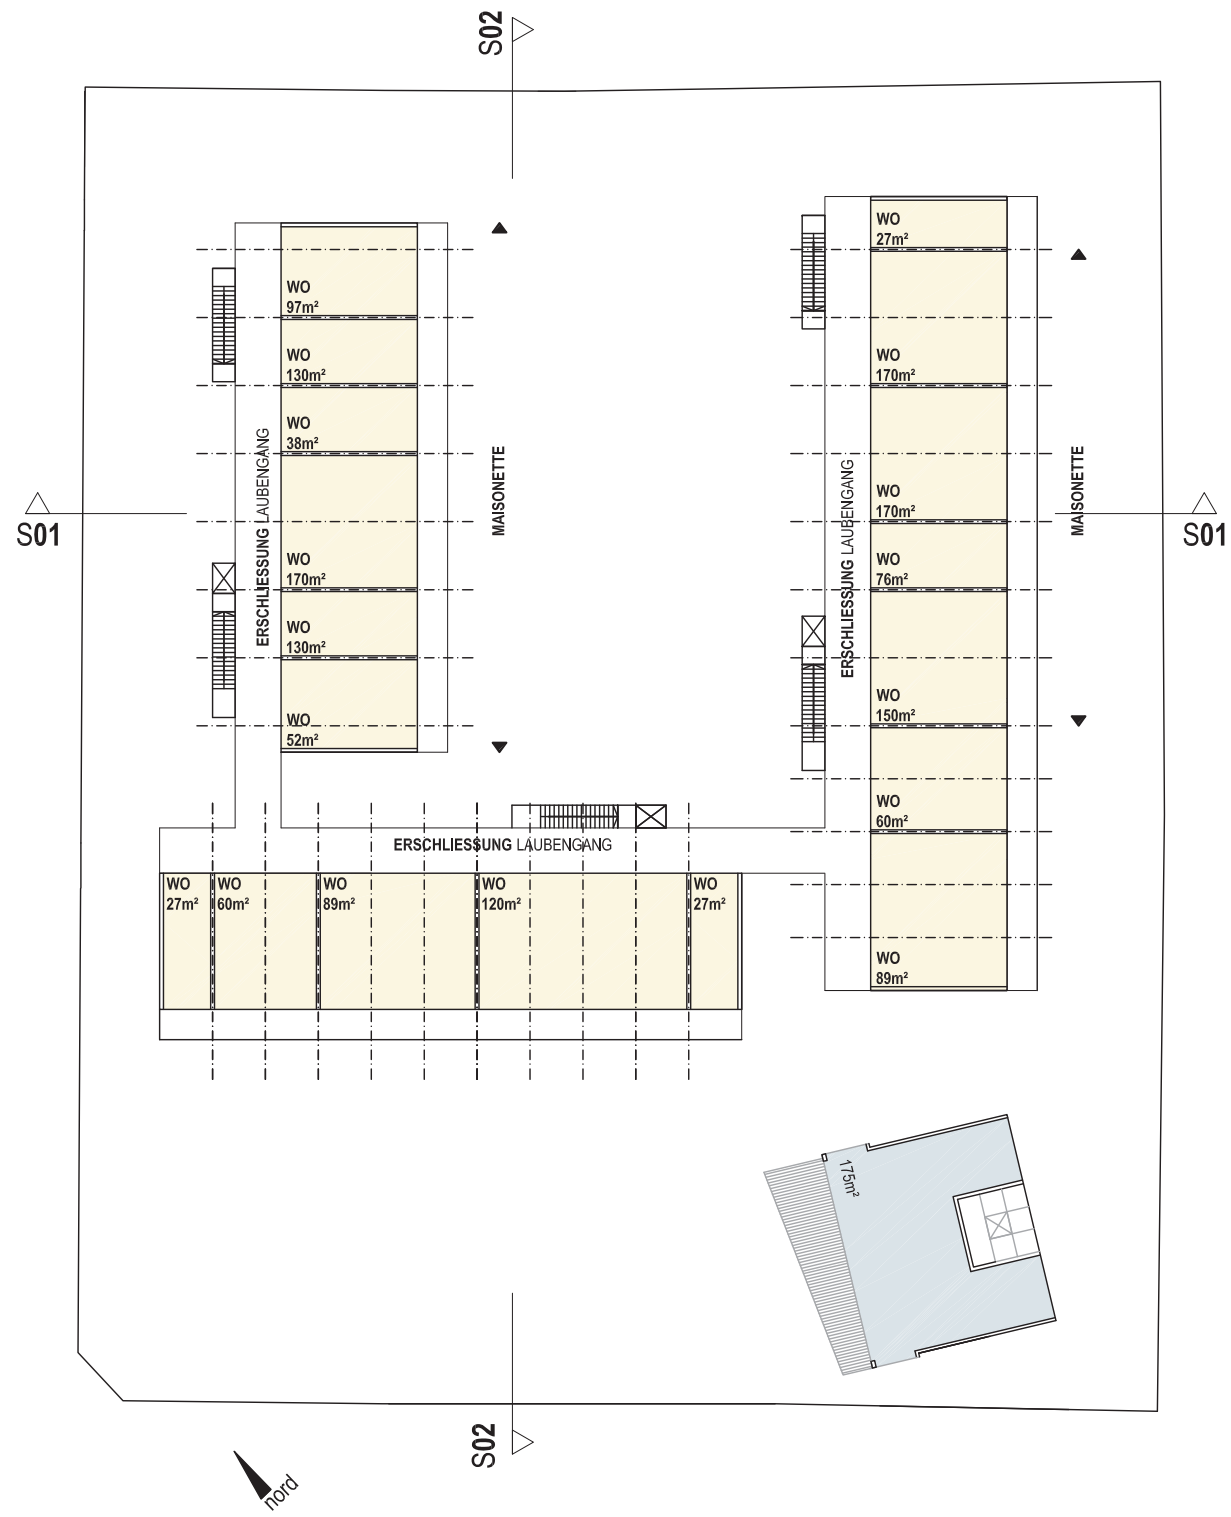 S02
WO
27m²
WO
97m²
WO
130m²
WO
170m²
WO
38m²
ERSCHLIESSUNG LAUBENGANG
MAISONETTE
ERSCHLIESSUNG LAUBENGANG
MAISONETTE
S01
S01
WO
170m²
WO
170m²
WO
76m²
WO
130m²
WO
150m²
WO
52m²
WO
60m²
ERSCHLIESSUNG LAUBENGANG
WO
27m²
WO
60m²
WO
89m²
WO
120m²
WO
27m²
WO
89m²
175m²
S02
nord